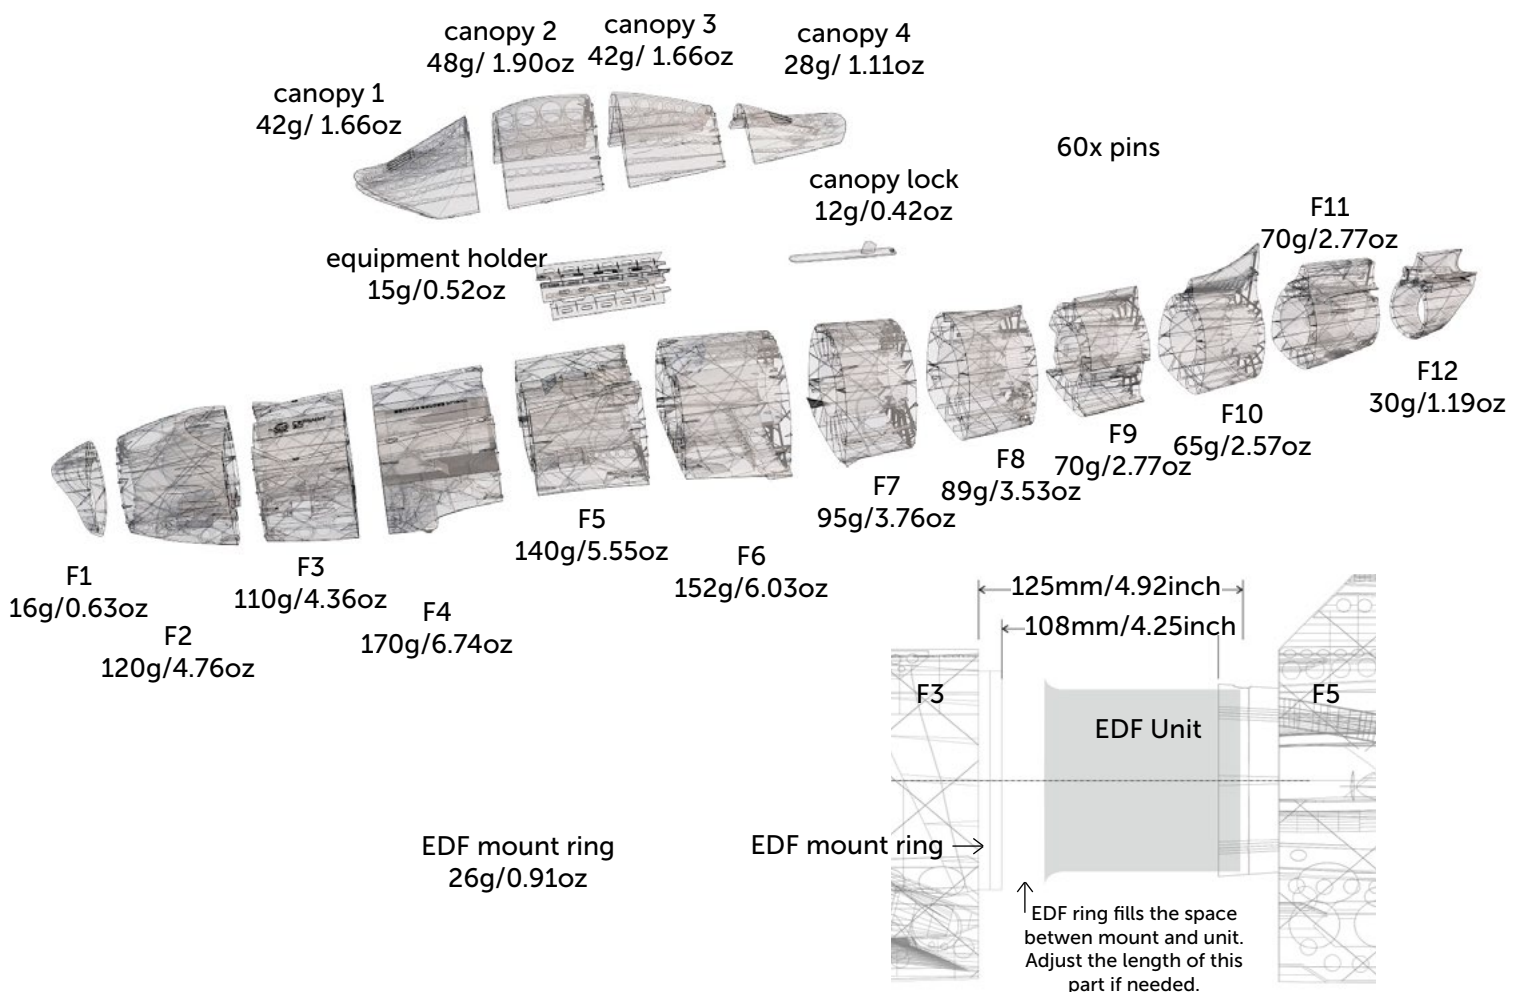 canopy 1
42g/ 1.66oz
canopy 2
48g/ 1.90oz
canopy 3
42g/ 1.66oz
canopy 4
28g/ 1.11oz
60x pins
canopy lock
12g/0.42oz
equipment holder
15g/0.52oz
F1
16g/0.63oz
F2
120g/4.76oz
F3
110g/4.36oz
F4
170g/6.74oz
F5
140g/5.55oz
F6
152g/6.03oz
F7
95g/3.76oz
F8
89g/3.53oz
F9
70g/2.77oz
F10
65g/2.57oz
F11
70g/2.77oz
F12
30g/1.19oz
125mm/4.92inch
108mm/4.25inch
F3
EDF Unit
F5
EDF mount ring
EDF ring fills the space
betwen mount and unit.
Adjust the length of this
part if needed.
EDF mount ring
26g/0.91oz